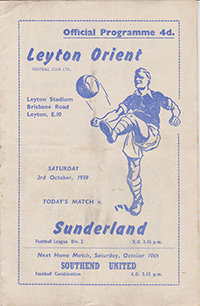 Official Programme 4d.
Leyton Orient
FOOTBALL CLUB LTD.
Leyton Stadium
Brisbane Road
Leyton, E.10
SATURDAY
3rd October, 1959
TODAY'S MATCH v.
Sunderland
Football League Div. 2 K.O. 3.15 p.m.
Next Home Match, Saturday, October 10th
SOUTHEND UNITED
Football Combination K.O. 3.15 p.m.